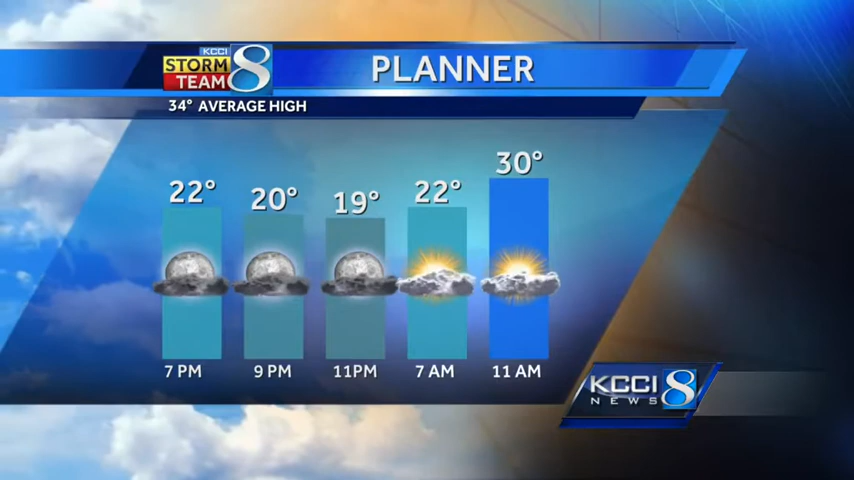 KCCI
STORM
TEAM 8
PLANNER
34° AVERAGE HIGH
22° 20° 19° 22° 30°
7 PM 9 PM 11PM 7 AM 11 AM
KCCI 8
NEWS